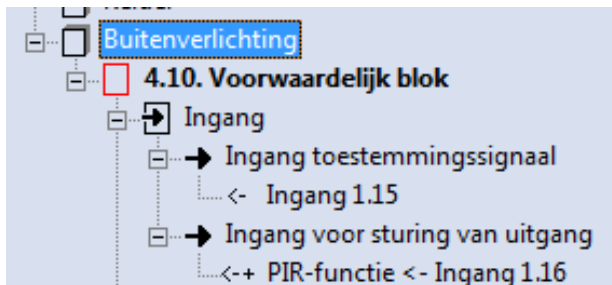 Buitenverlichting
4.10. Voorwaardelijk blok
Ingang
Ingang toestemmingssignaal
<- Ingang 1.15
Ingang voor sturing van uitgang
<-+ PIR-functie <- Ingang 1.16